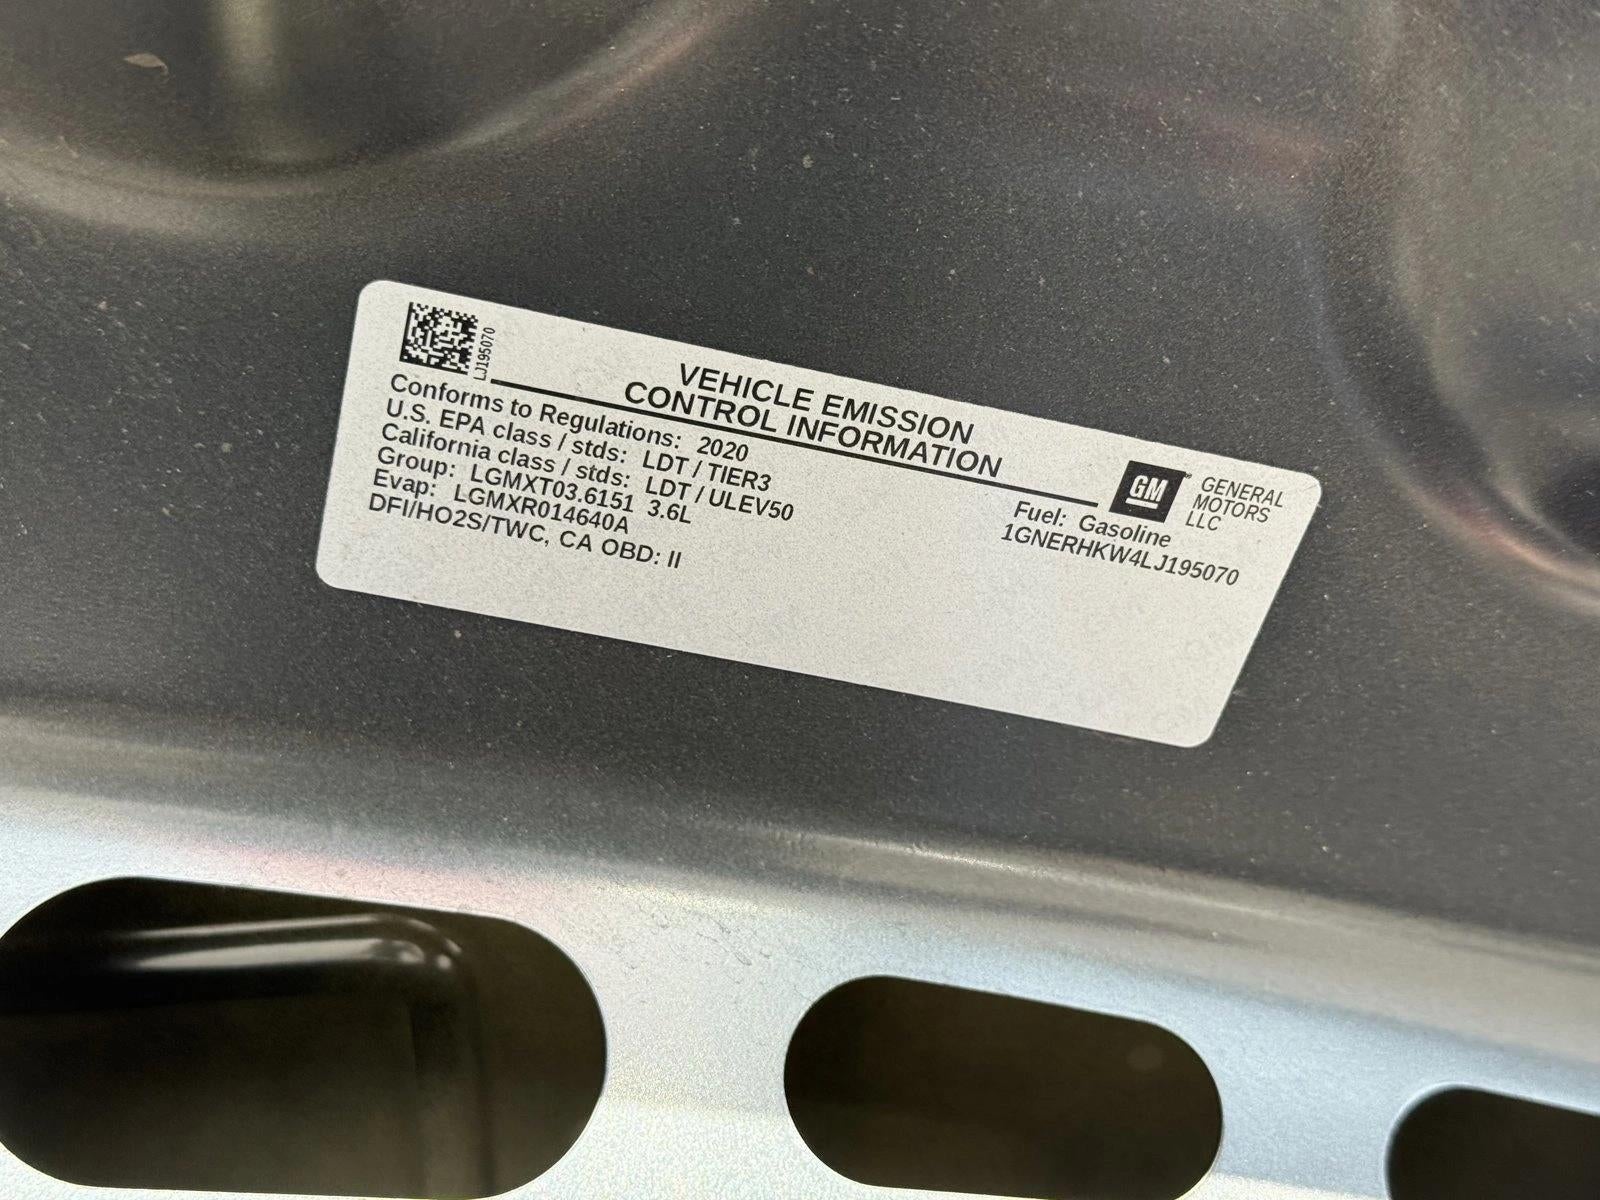 LJ195070
VEHICLE EMISSION
CONTROL INFORMATION
GM
GENERAL
MOTORS
LLC
Conforms to Regulations: 2020
U.S. EPA class / stds: LDT / TIER3
California class / stds: LDT / ULEV50
Group: LGMXT03.6151 3.6L
Evap: LGMXR014640A
DFI/HO2S/TWC, CA OBD: II
Fuel: Gasoline
1GNERHKW4LJ195070